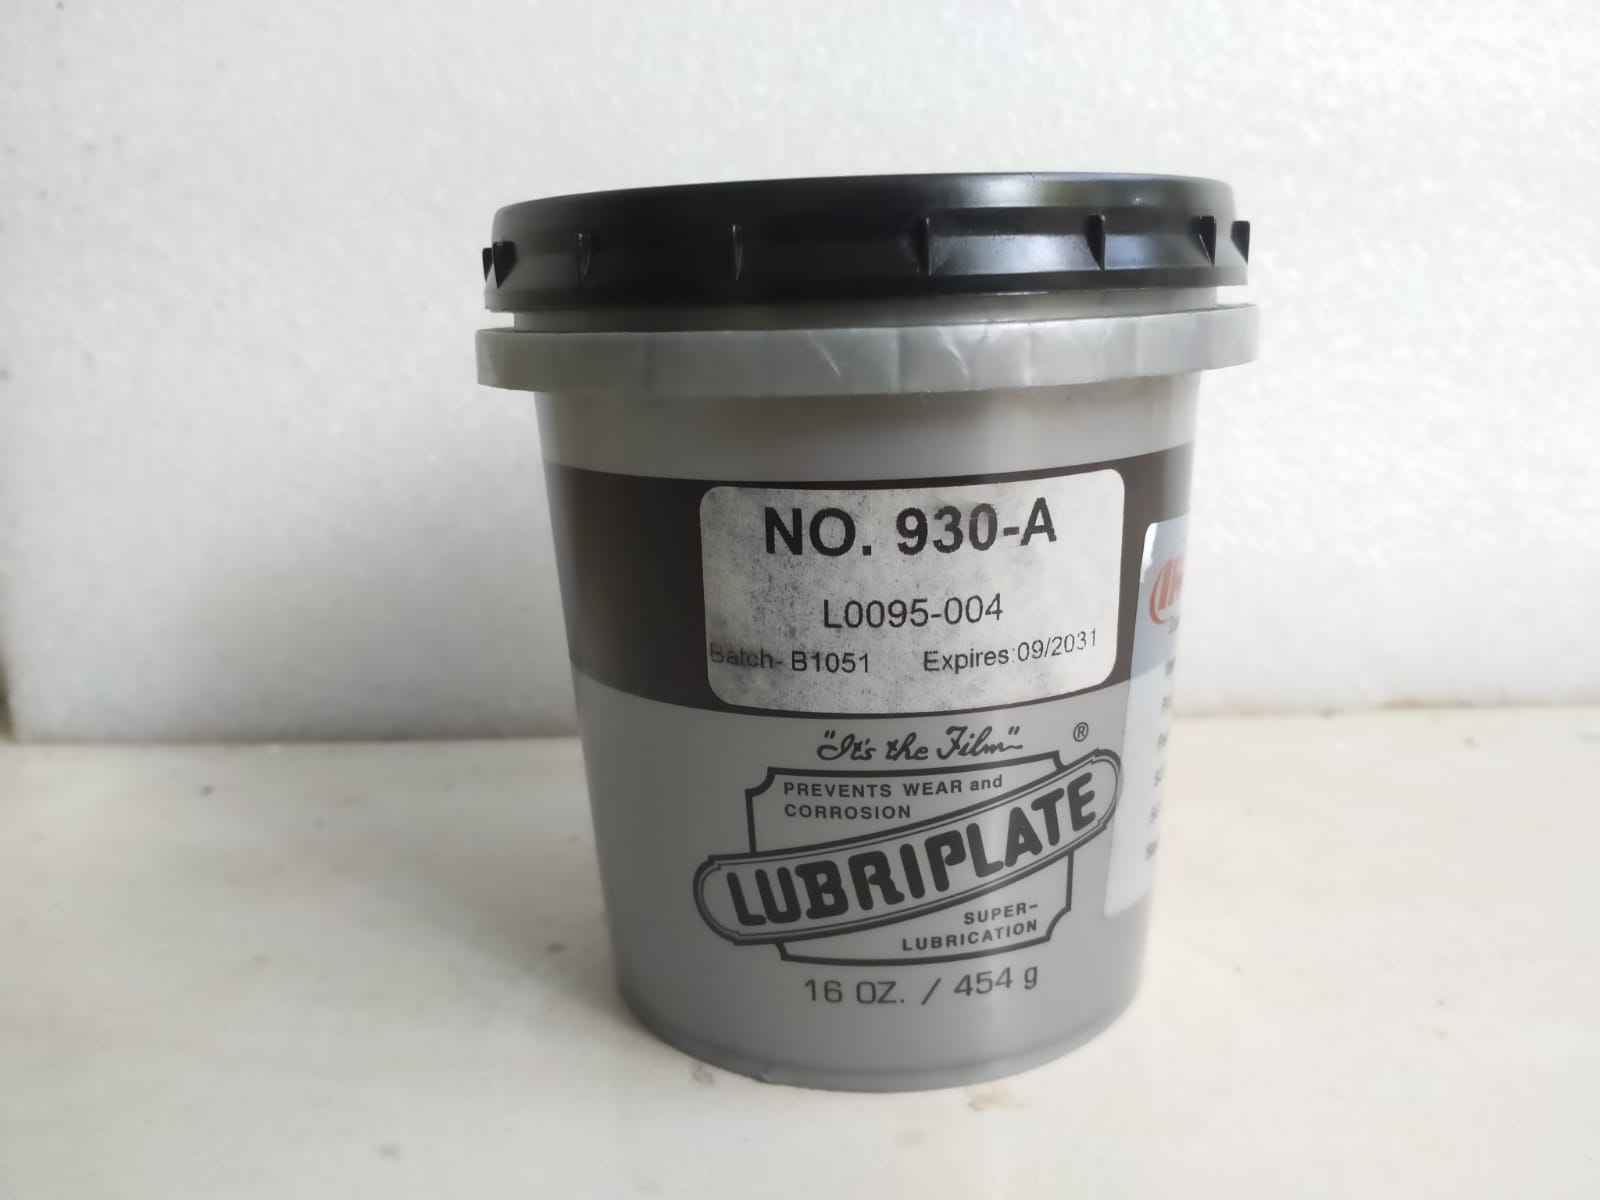 NO. 930-A
L0095-004
Batch- B1051 Expires:09/2031
"It's the Film" ®
PREVENTS WEAR and
CORROSION
LUBRIPLATE
SUPER-
LUBRICATION
16 OZ. / 454 g